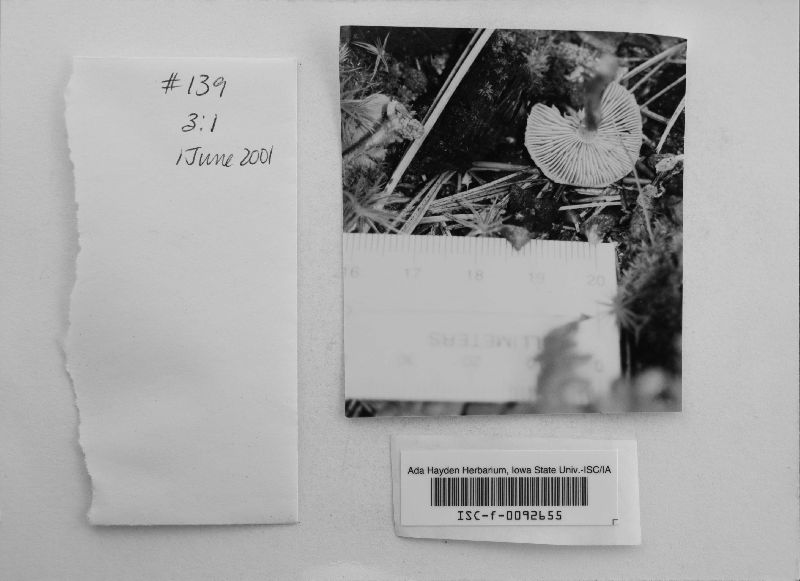 #139
3:1
1 June 2001
16 17 18 19 20
MILLIMETERS
Ada Hayden Herbarium, Iowa State Univ.-ISC/IA
ISC-f-0092655